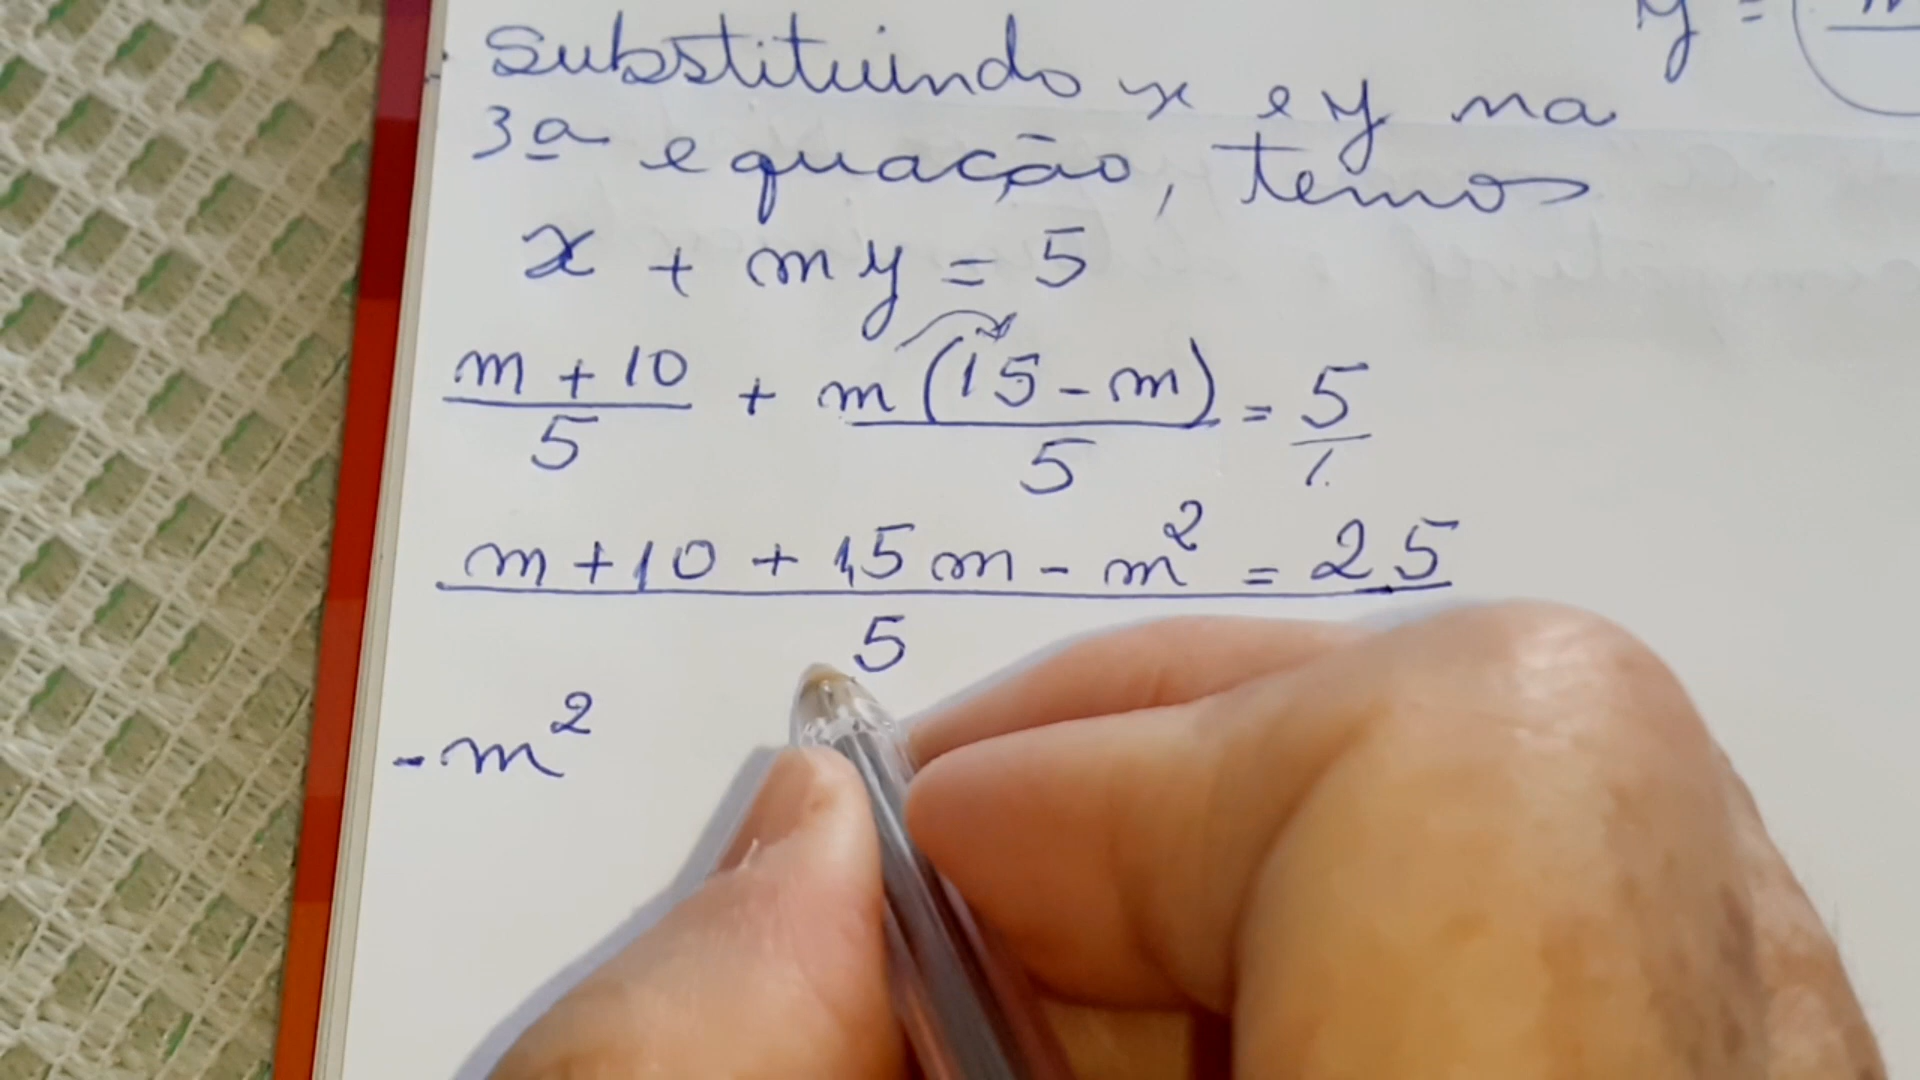 y =
Substituindo x e y na
3ª equação, temos
x + my = 5
m + 10 + m (15 - m) = 5
5 5 1.
m + 10 + 15m - m² = 25
5
- m²